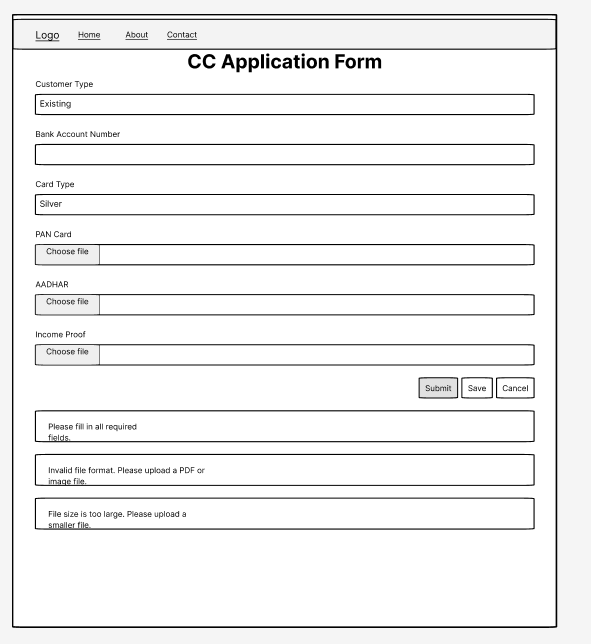 Logo Home About Contact
CC Application Form
Customer Type
Existing
Bank Account Number
Card Type
Silver
PAN Card
Choose file
AADHAR
Choose file
Income Proof
Choose file
Submit Save Cancel
Please fill in all required
fields.
Invalid file format. Please upload a PDF or
image file.
File size is too large. Please upload a
smaller file.